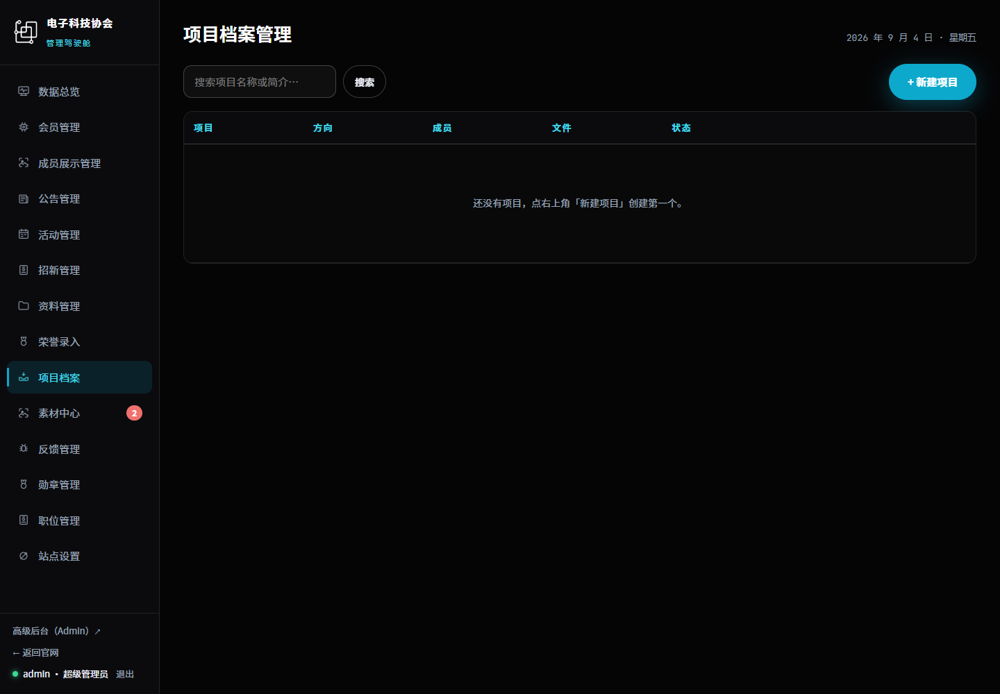 电子科技协会
管理驾驶舱
数据总览
会员管理
成员展示管理
公告管理
活动管理
招新管理
资料管理
荣誉录入
项目档案
素材中心 2
反馈管理
勋章管理
职位管理
站点设置
高级后台（Admin）↗
← 返回官网
admin · 超级管理员 退出
项目档案管理
2026 年 9 月 4 日 · 星期五
搜索项目名称或简介…
搜索
+ 新建项目
项目 方向 成员 文件 状态
还没有项目，点右上角「新建项目」创建第一个。